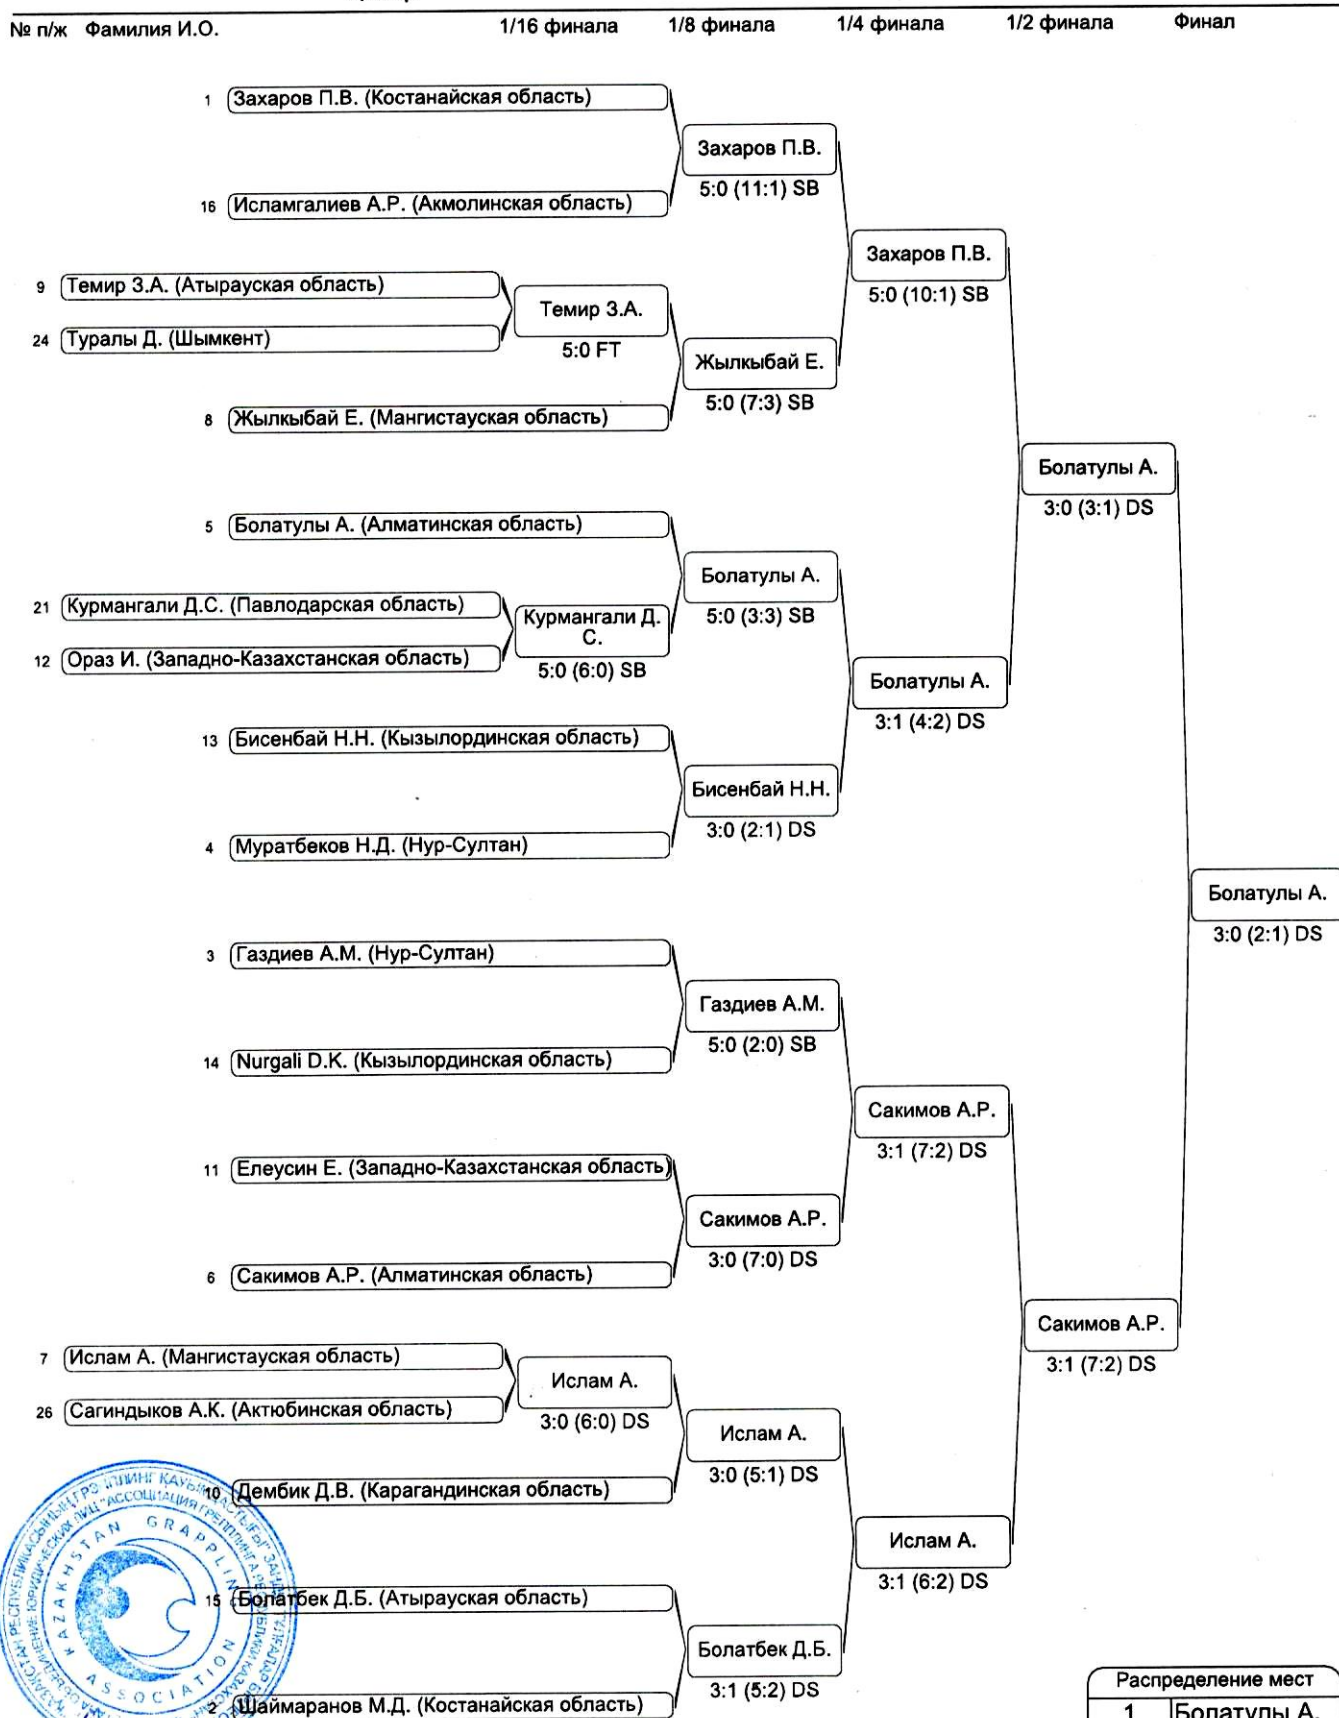 № п/ж Фамилия И.О. 1/16 финала 1/8 финала 1/4 финала 1/2 финала Финал
1 Захаров П.В. (Костанайская область)
Захаров П.В.
5:0 (11:1) SB
16 Исламгалиев А.Р. (Акмолинская область)
Захаров П.В.
5:0 (10:1) SB
9 Темир З.А. (Атырауская область)
Темир З.А.
5:0 FT
24 Туралы Д. (Шымкент)
Жылкыбай Е.
5:0 (7:3) SB
8 Жылкыбай Е. (Мангистауская область)
Болатулы А.
3:0 (3:1) DS
5 Болатулы А. (Алматинская область)
Болатулы А.
5:0 (3:3) SB
21 Курмангали Д.С. (Павлодарская область)
Курмангали Д.
С.
5:0 (6:0) SB
12 Ораз И. (Западно-Казахстанская область)
Болатулы А.
3:1 (4:2) DS
13 Бисенбай Н.Н. (Кызылординская область)
Бисенбай Н.Н.
3:0 (2:1) DS
4 Муратбеков Н.Д. (Нур-Султан)
Болатулы А.
3:0 (2:1) DS
3 Газдиев А.М. (Нур-Султан)
Газдиев А.М.
5:0 (2:0) SB
14 Nurgali D.K. (Кызылординская область)
Сакимов А.Р.
3:1 (7:2) DS
11 Елеусин Е. (Западно-Казахстанская область)
Сакимов А.Р.
3:0 (7:0) DS
6 Сакимов А.Р. (Алматинская область)
Сакимов А.Р.
3:1 (7:2) DS
7 Ислам А. (Мангистауская область)
Ислам А.
3:0 (6:0) DS
26 Сагиндыков А.К. (Актюбинская область)
Ислам А.
3:0 (5:1) DS
10 Дембик Д.В. (Карагандинская область)
Ислам А.
3:1 (6:2) DS
15 Болатбек Д.Б. (Атырауская область)
Болатбек Д.Б.
3:1 (5:2) DS
2 Шаймаранов М.Д. (Костанайская область)
KAZAKHSTAN GRAPPLING ASSOCIATION
Распределение мест
1 Болатулы А.